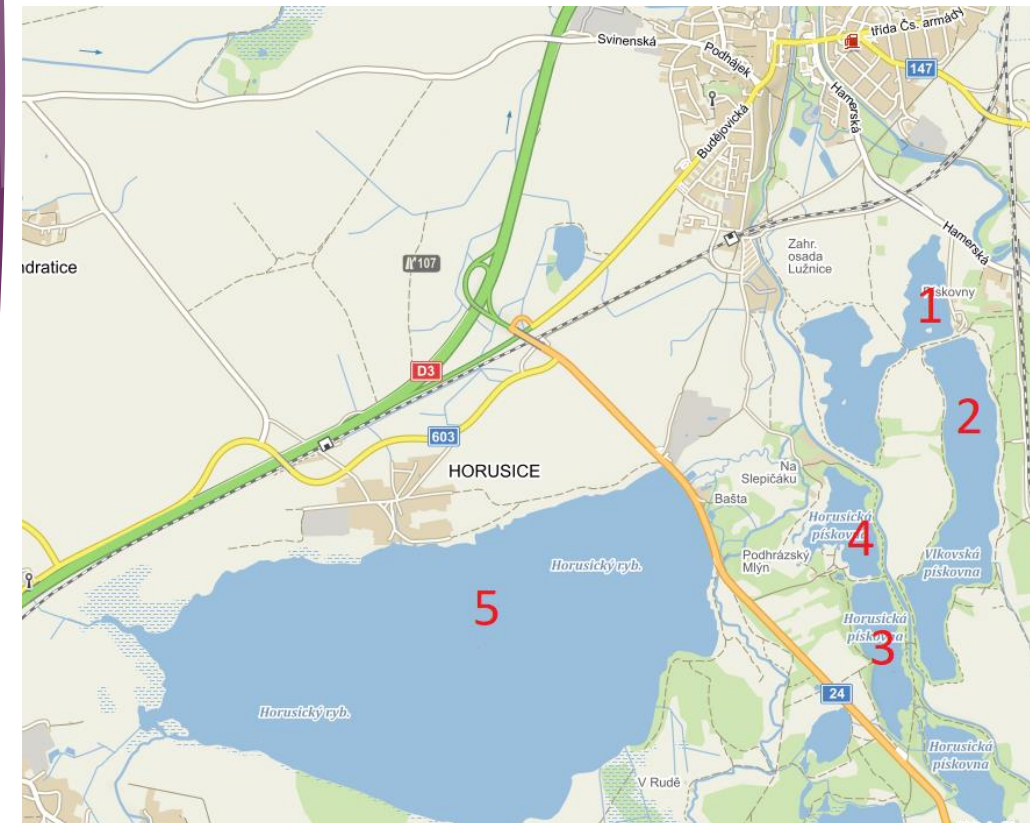 třída Čs. armády
Svinenská
Podhájek
147
Hamerská
Budějovická
Hamerská
Zahr.
osada
Lužnice
ndratice
107
Pískovny
1
D3
2
603
HORUSICE
Na
Slepičáku
Bašta
Horusická
pískovna
4
Podhrázský
Mlýn
Vlkovská
pískovna
Horusický ryb.
5
Horusická
pískovna
3
24
Horusický ryb.
Horusická
pískovna
V Rudě